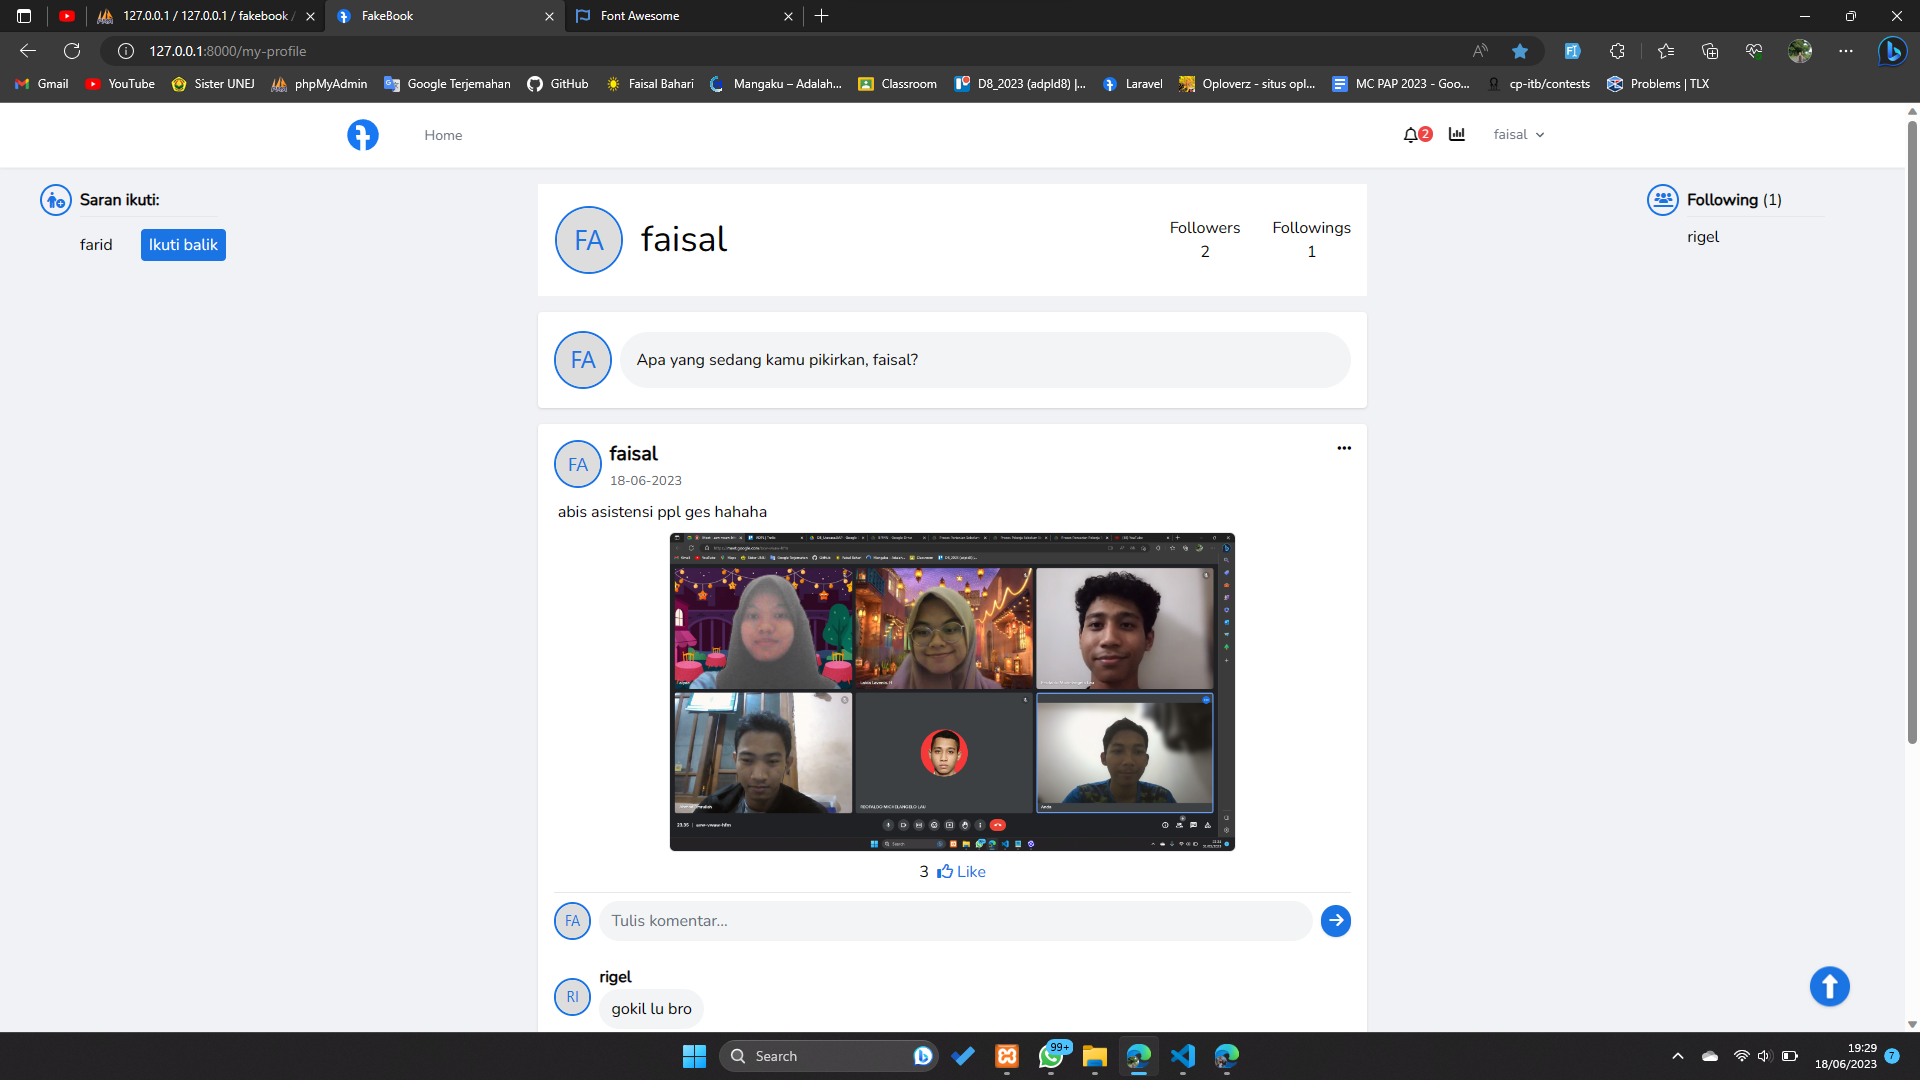 127.0.0.1 / 127.0.0.1 / fakebook /
FakeBook
Font Awesome
127.0.0.1:8000/my-profile
Gmail
YouTube
Sister UNEJ
phpMyAdmin
Google Terjemahan
GitHub
Faisal Bahari
Mangaku – Adalah...
Classroom
D8_2023 (adpld8) |...
Laravel
Oploverz - situs opl...
MC PAP 2023 - Goo...
cp-itb/contests
Problems | TLX
Home
2
faisal
Saran ikuti:
farid
Ikuti balik
FA
faisal
Followers
2
Followings
1
Following (1)
rigel
FA
Apa yang sedang kamu pikirkan, faisal?
FA
faisal
18-06-2023
abis asistensi ppl ges hahaha
REOFALDO MICHELANGELO LAU
Anda
3 Like
FA
Tulis komentar...
rigel
RI
gokil lu bro
Search
99+
19:29
18/06/2023
7